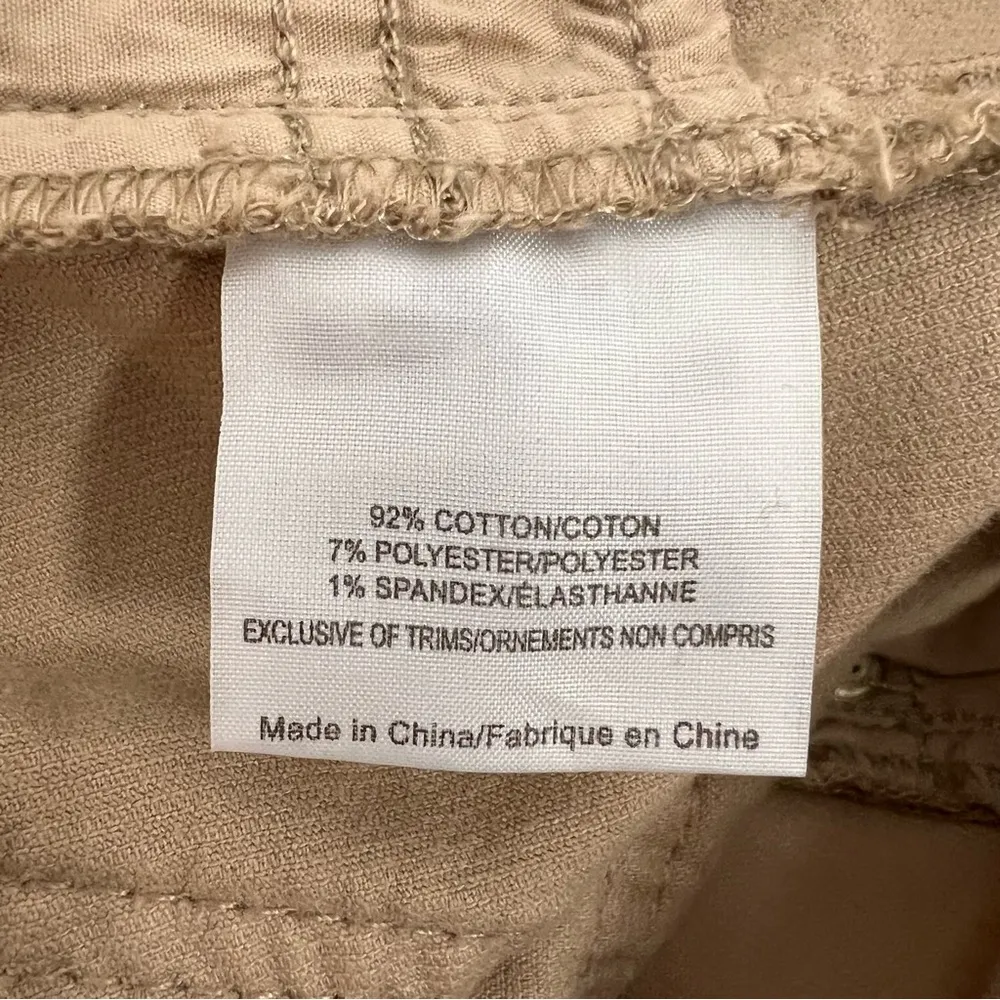 92% COTTON/COTON
7% POLYESTER/POLYESTER
1% SPANDEX/ÉLASTHANNE
EXCLUSIVE OF TRIMS/ORNEMENTS NON COMPRIS
Made in China/Fabrique en Chine